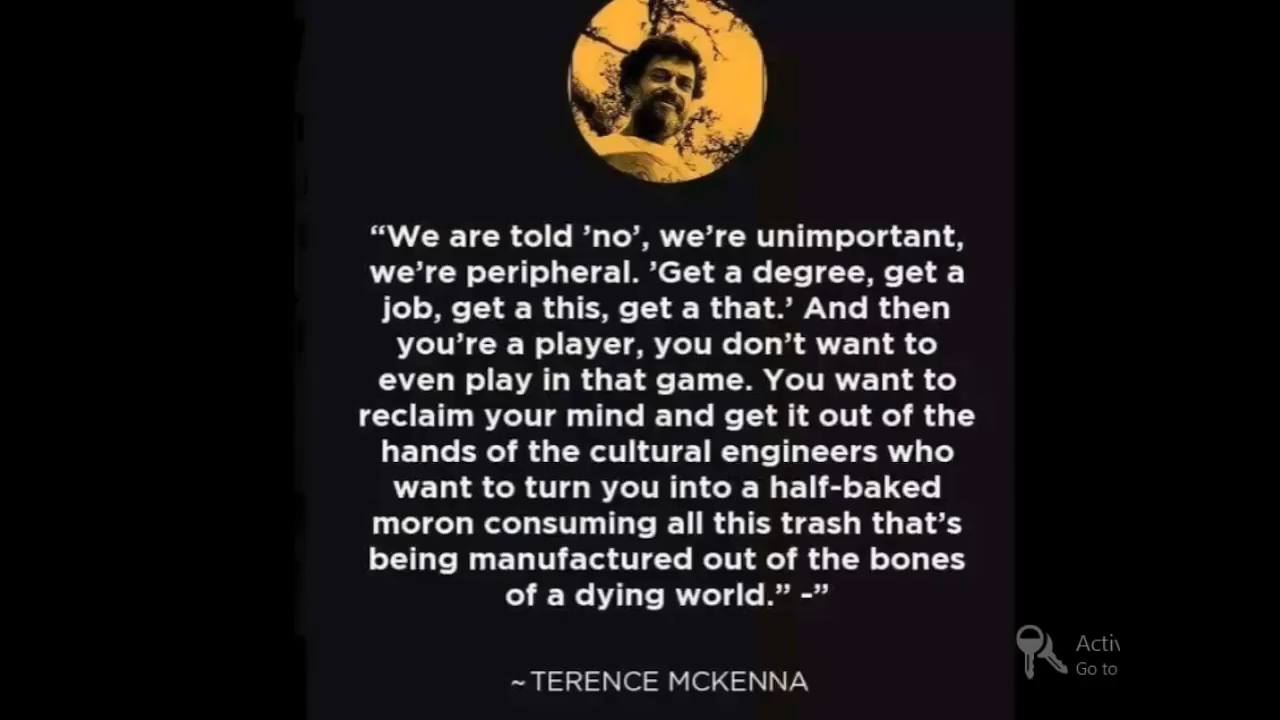 “We are told ’no’, we’re unimportant,
we’re peripheral. ’Get a degree, get a
job, get a this, get a that.’ And then
you’re a player, you don’t want to
even play in that game. You want to
reclaim your mind and get it out of the
hands of the cultural engineers who
want to turn you into a half-baked
moron consuming all this trash that’s
being manufactured out of the bones
of a dying world.” -”
~ TERENCE MCKENNA
Activ
Go to